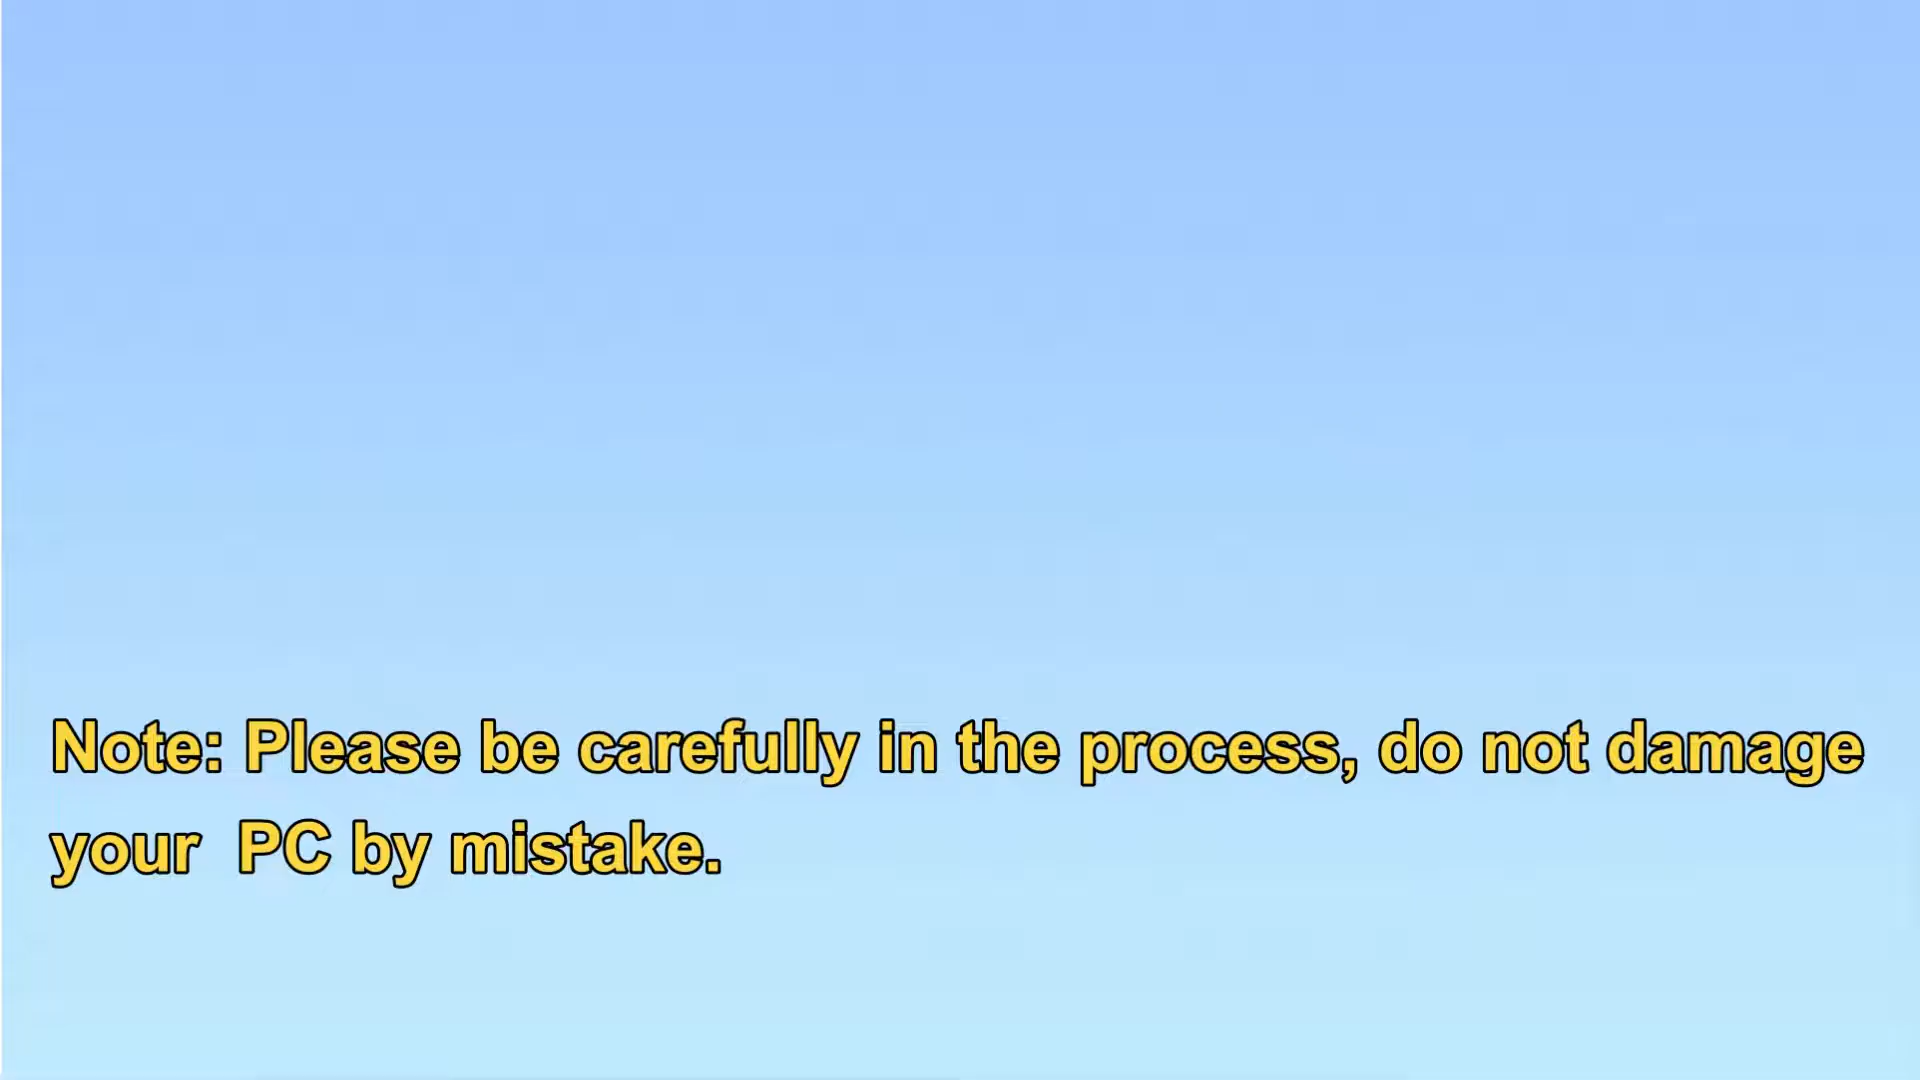 Note: Please be carefully in the process, do not damage
your  PC by mistake.